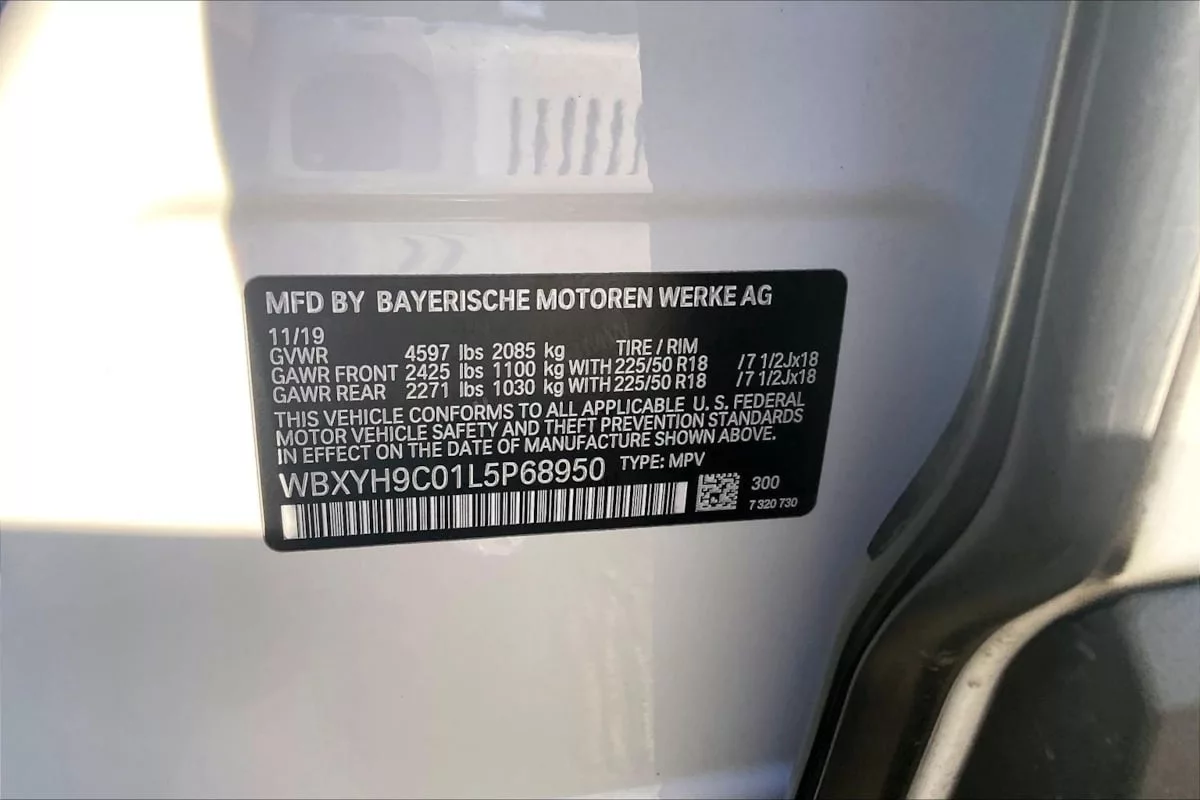 MFD BY BAYERISCHE MOTOREN WERKE AG
11/19
GVWR 4597 lbs 2085 kg TIRE / RIM
GAWR FRONT 2425 lbs 1100 kg WITH 225/50 R18 /7 1/2Jx18
GAWR REAR 2271 lbs 1030 kg WITH 225/50 R18 /7 1/2Jx18
THIS VEHICLE CONFORMS TO ALL APPLICABLE U. S. FEDERAL
MOTOR VEHICLE SAFETY AND THEFT PREVENTION STANDARDS
IN EFFECT ON THE DATE OF MANUFACTURE SHOWN ABOVE.
WBXYH9C01L5P68950 TYPE: MPV
300
7 320 730